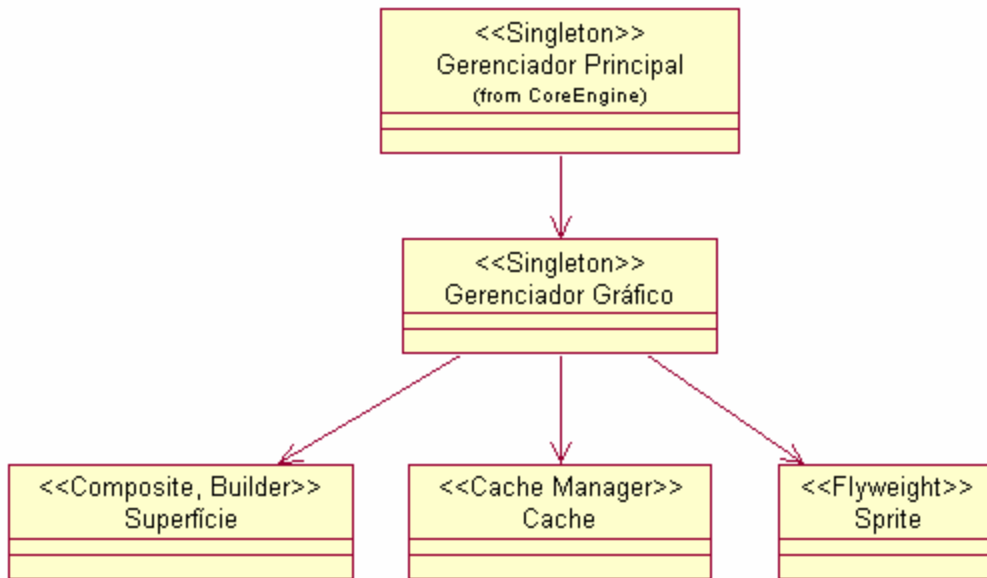 <<Singleton>>
Gerenciador Principal
(from CoreEngine)
<<Singleton>>
Gerenciador Gráfico
<<Composite, Builder>>
Superfície
<<Cache Manager>>
Cache
<<Flyweight>>
Sprite